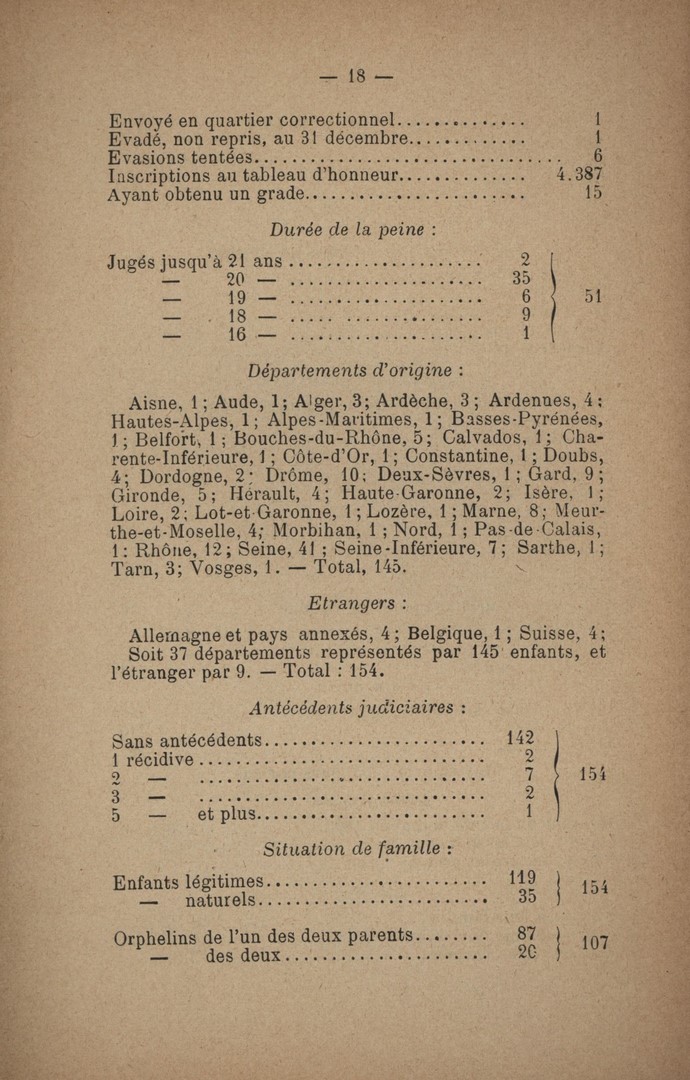 — 18 —
Envoyé en quartier correctionnel.............. 1
Evadé, non repris, au 31 décembre............. 1
Evasions tentées................................. 6
Inscriptions au tableau d'honneur.............. 4.387
Ayant obtenu un grade........................ 15
Durée de la peine :
Jugés jusqu'à 21 ans ..................... 2
— 20 — ..................... 35
— 19 — ..................... 6 51
— 18 — ..................... 9
— 16 — ..................... 1
Départements d'origine :
Aisne, 1 ; Aude, 1 ; Alger, 3 ; Ardèche, 3 ; Ardennes, 4 ;
Hautes-Alpes, 1 ; Alpes-Maritimes, 1 ; Basses-Pyrénées,
1 ; Belfort, 1 ; Bouches-du-Rhône, 5 ; Calvados, 1 ; Cha-
rente-Inférieure, 1 ; Côte-d'Or, 1 ; Constantine, 1 ; Doubs,
4 ; Dordogne, 2 ; Drôme, 10 ; Deux-Sèvres, 1 ; Gard, 9 ;
Gironde, 5 ; Hérault, 4 ; Haute-Garonne, 2 ; Isère, 1 ;
Loire, 2 ; Lot-et-Garonne, 1 ; Lozère, 1 ; Marne, 8 ; Meur-
the-et-Moselle, 4 ; Morbihan, 1 ; Nord, 1 ; Pas-de-Calais,
1 : Rhône, 12 ; Seine, 41 ; Seine-Inférieure, 7 ; Sarthe, 1 ;
Tarn, 3 ; Vosges, 1. — Total, 145.
Etrangers :
Allemagne et pays annexés, 4 ; Belgique, 1 ; Suisse, 4 ;
Soit 37 départements représentés par 145 enfants, et
l'étranger par 9. — Total : 154.
Antécédents judiciaires :
Sans antécédents........................ 142
1 récidive ............................... 2
2 — ............................... 7 154
3 — ............................... 2
5 — et plus......................... 1
Situation de famille :
Enfants légitimes........................ 119 154
— naturels......................... 35
Orphelins de l'un des deux parents........ 87 107
— des deux...................... 20